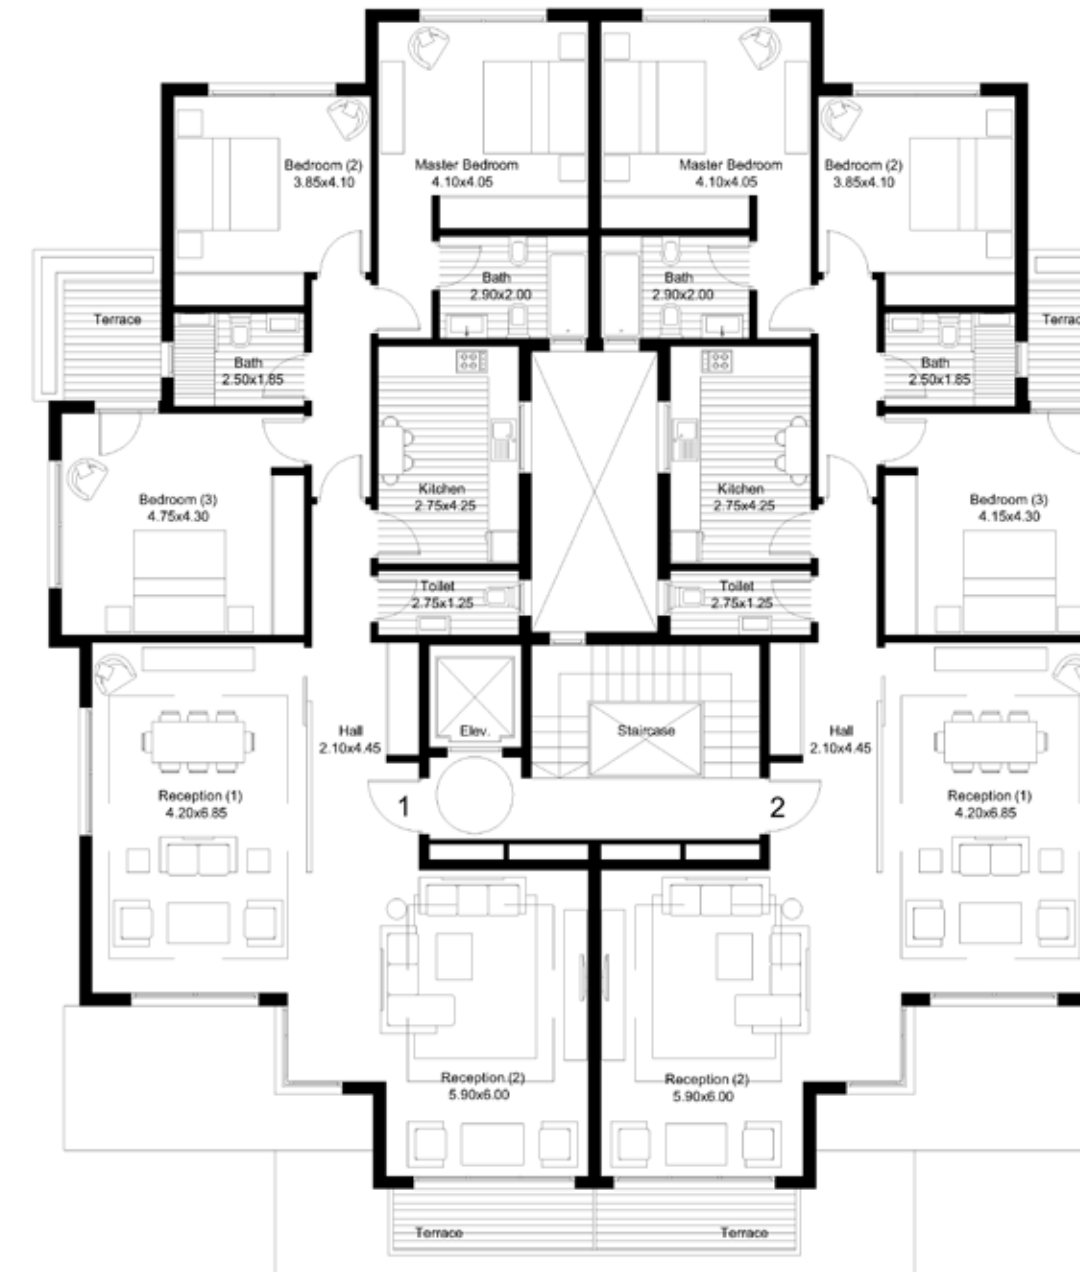 Bedroom (2)
3.85x4.10
Master Bedroom
4.10x4.05
Master Bedroom
4.10x4.05
Bedroom (2)
3.85x4.10
Bath
2.90x2.00
Bath
2.90x2.00
Terrace
Terrac
Bath
2.50x1.85
Bath
2.50x1.85
Kitchen
2.75x4.25
Kitchen
2.75x4.25
Bedroom (3)
4.75x4.30
Bedroom (3)
4.15x4.30
Toilet
2.75x1.25
Toilet
2.75x1.25
Hall
2.10x4.45
Elev.
Staircase
Hall
2.10x4.45
Reception (1)
4.20x6.85
1
2
Reception (1)
4.20x6.85
Reception (2)
5.90x6.00
Reception (2)
5.90x6.00
Terrace
Terrace